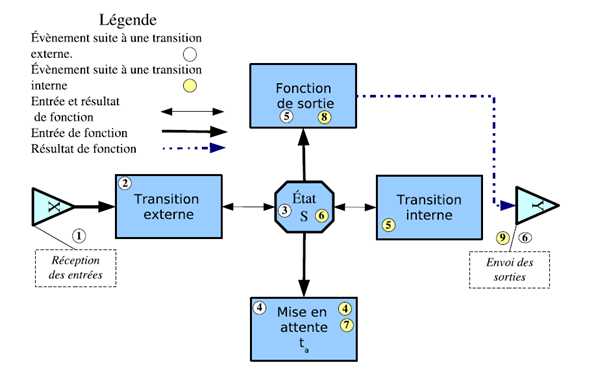 Légende
Évènement suite à une transition
externe.
Évènement suite à une transition
interne
Entrée et résultat
de fonction
Entrée de fonction
Résultat de fonction
Fonction
de sortie
5 8
2
Transition
externe
État
S
3 6
Transition
interne
5
X
1
Réception
des entrées
Y
9 6
Envoi des
sorties
4 4
Mise en
attente
7
ta